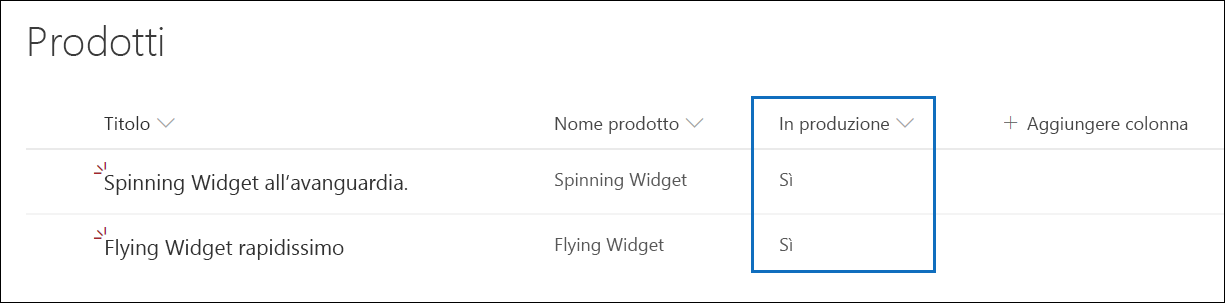 Prodotti
Titolo Nome prodotto In produzione + Aggiungere colonna
Spinning Widget all’avanguardia. Spinning Widget Sì
Flying Widget rapidissimo Flying Widget Sì